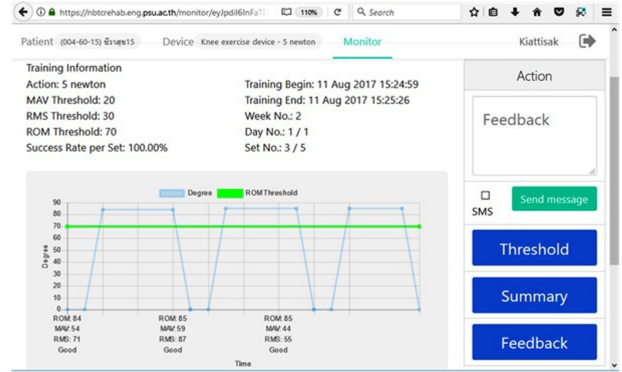 https://nbtcrehab.eng.psu.ac.th/monitor/eyJpdiI6InFaT
110%
Search
Patient (004-60-15) ชีวาสุข15 Device Knee exercise device - 5 newton Monitor Kiattisak
Training Information
Action: 5 newton
MAV Threshold: 20
RMS Threshold: 30
ROM Threshold: 70
Success Rate per Set: 100.00%
Training Begin: 11 Aug 2017 15:24:59
Training End: 11 Aug 2017 15:25:26
Week No.: 2
Day No.: 1 / 1
Set No.: 3 / 5
Degree ROM Threshold
90
80
70
60
50
40
30
20
10
0
Degree
ROM: 84 ROM: 85 ROM: 85
MAV: 54 MAV: 59 MAV: 44
RMS: 71 RMS: 87 RMS: 55
Good Good Good
Time
Action
Feedback
SMS
Send message
Threshold
Summary
Feedback